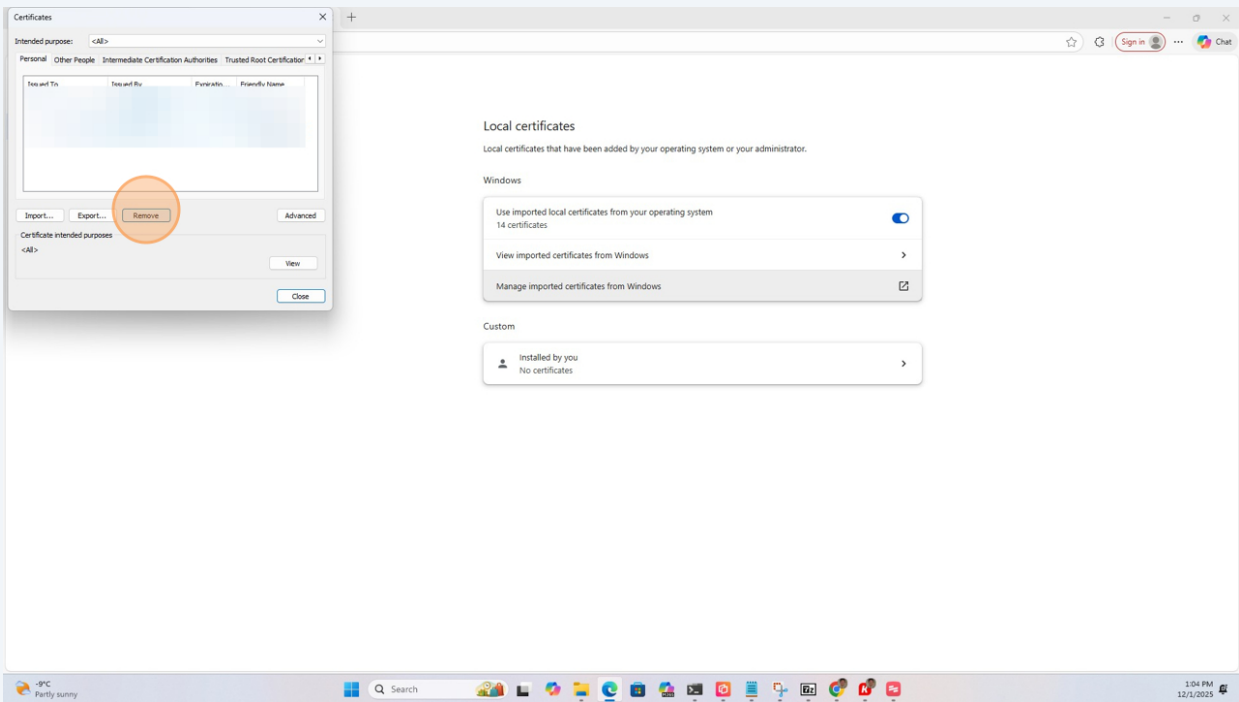 Certificates
Intended purpose: <All>
Personal Other People Intermediate Certification Authorities Trusted Root Certification
Issued To Issued By Expiratio... Friendly Name
Import... Export... Remove Advanced
Certificate intended purposes
<All>
View
Close
Sign in
Chat
Local certificates
Local certificates that have been added by your operating system or your administrator.
Windows
Use imported local certificates from your operating system
14 certificates
View imported certificates from Windows
Manage imported certificates from Windows
Custom
Installed by you
No certificates
-9°C
Partly sunny
Search
1:04 PM
12/1/2025